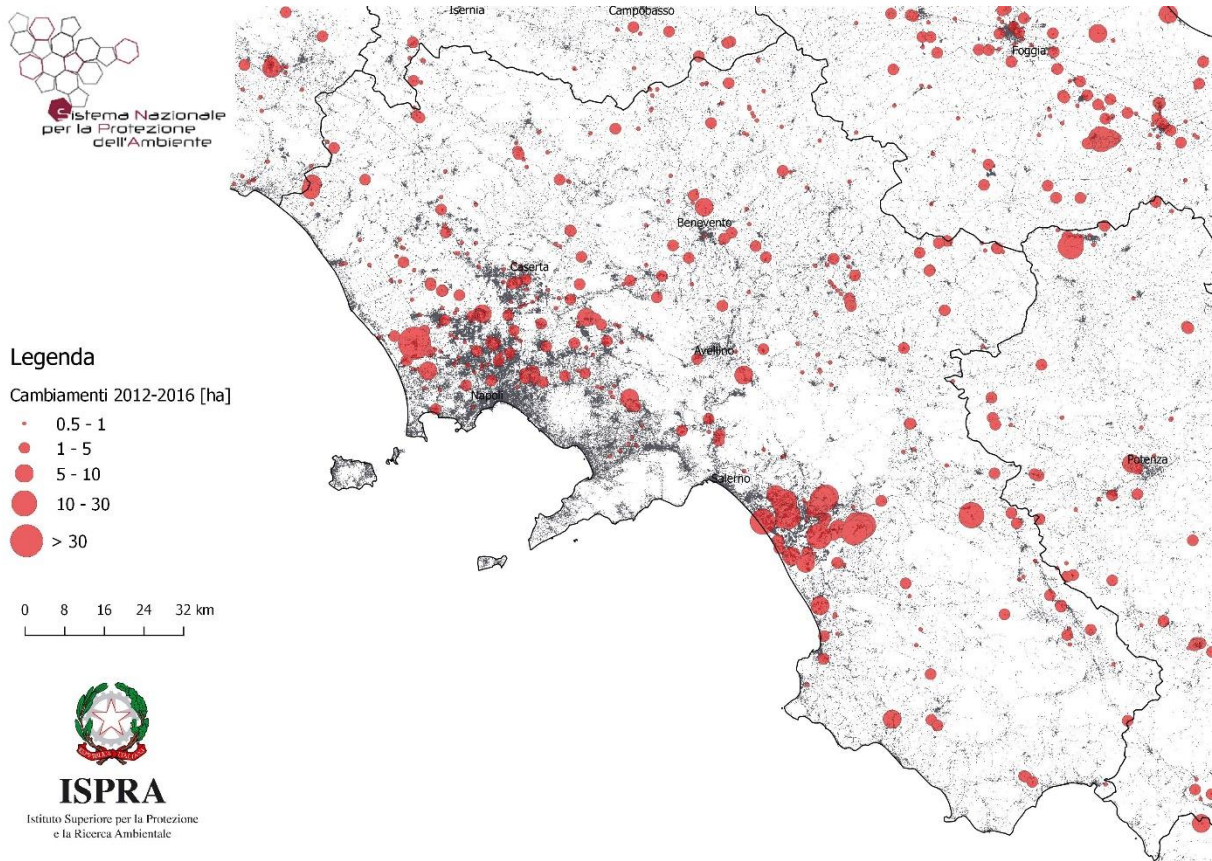 Sistema Nazionale
per la Protezione
dell'Ambiente
Legenda
Cambiamenti 2012-2016 [ha]
0.5 - 1
1 - 5
5 - 10
10 - 30
> 30
0 8 16 24 32 km
ISPRA
Istituto Superiore per la Protezione
e la Ricerca Ambientale
Isernia
Campobasso
Foggia
Benevento
Caserta
Avellino
Napoli
Salerno
Potenza